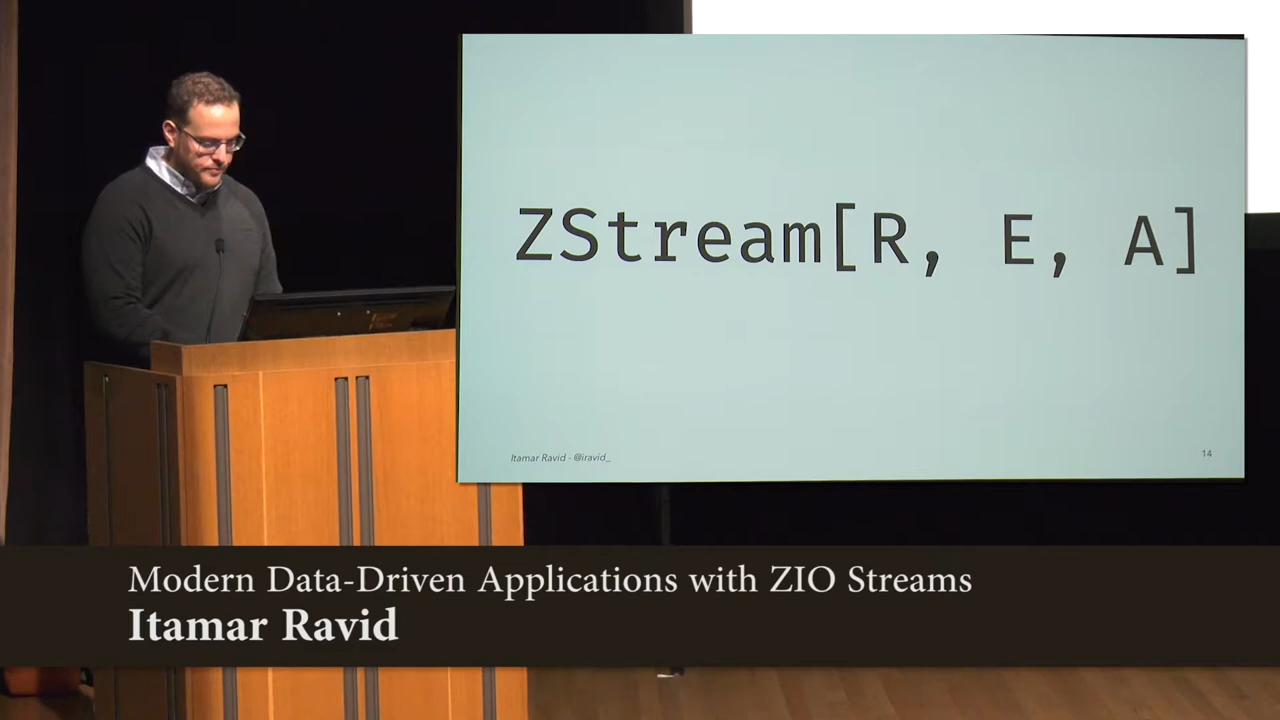 ZStream[R, E, A]
Itamar Ravid - @iravid_
14
Modern Data-Driven Applications with ZIO Streams
Itamar Ravid